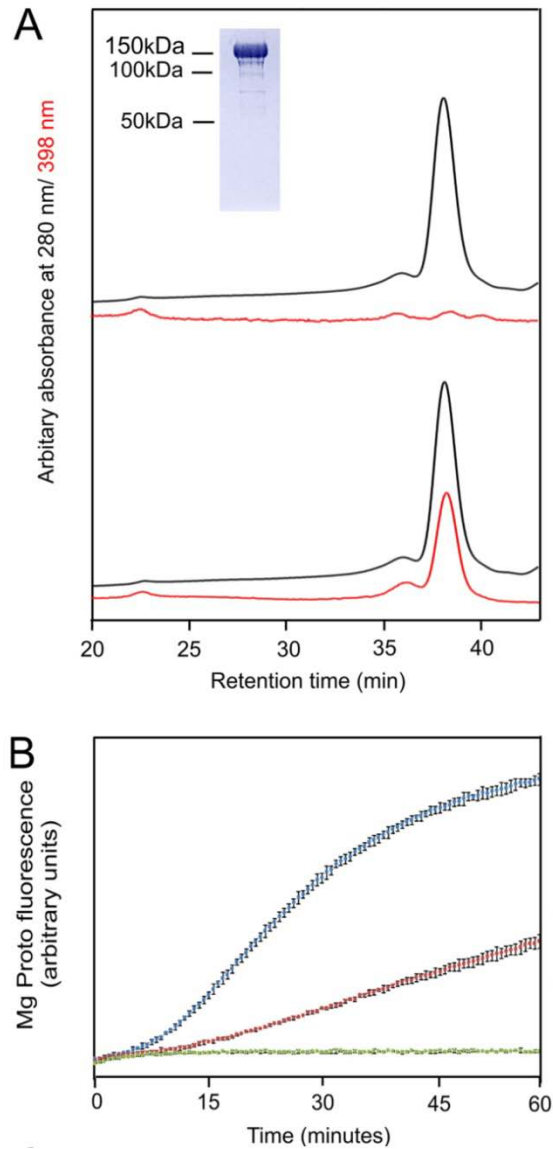 A
150kDa
100kDa
50kDa
Arbitary absorbance at 280 nm/ 398 nm
20 25 30 35 40
Retention time (min)
B
Mg Proto fluorescence
(arbitrary units)
0 15 30 45 60
Time (minutes)